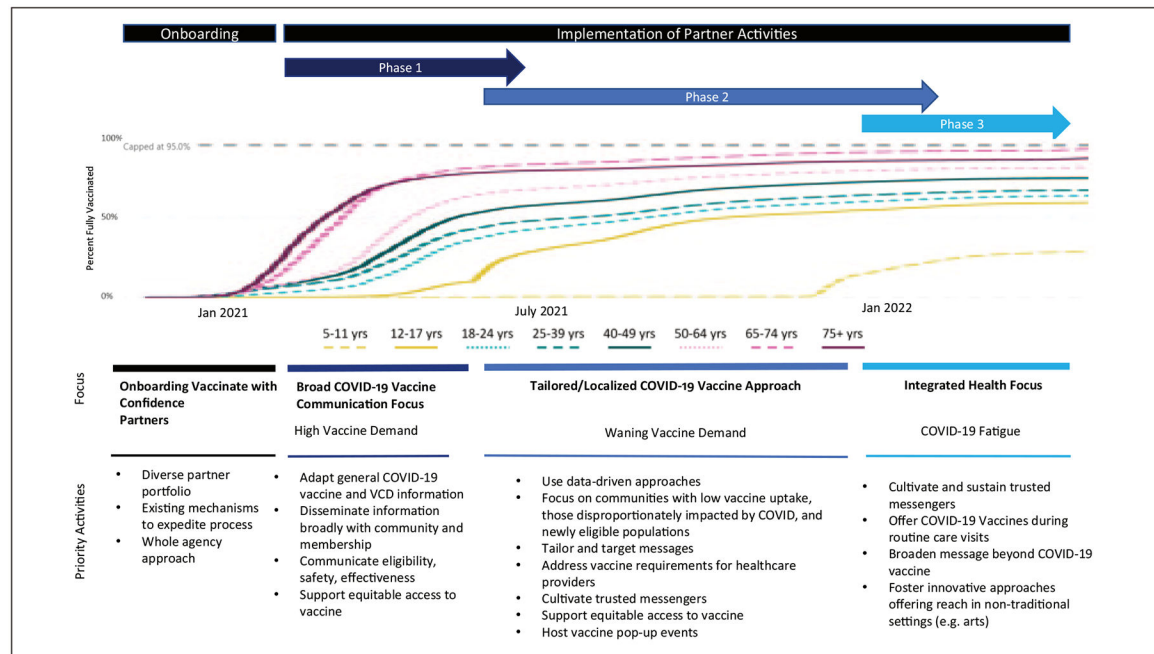 Onboarding
Implementation of Partner Activities
Phase 1
Phase 2
Phase 3
100%
Capped at 95.0%
Percent Fully Vaccinated
50%
0%
Jan 2021
July 2021
Jan 2022
5-11 yrs
12-17 yrs
18-24 yrs
25-39 yrs
40-49 yrs
50-64 yrs
65-74 yrs
75+ yrs
Focus
Onboarding Vaccinate with
Confidence
Partners
Broad COVID-19 Vaccine
Communication Focus
High Vaccine Demand
Tailored/Localized COVID-19 Vaccine Approach
Waning Vaccine Demand
Integrated Health Focus
COVID-19 Fatigue
Priority Activities
• Diverse partner
portfolio
• Existing mechanisms
to expedite process
• Whole agency
approach
• Adapt general COVID-19
vaccine and VCD information
• Disseminate information
broadly with community and
membership
• Communicate eligibility,
safety, effectiveness
• Support equitable access to
vaccine
• Use data-driven approaches
• Focus on communities with low vaccine uptake,
those disproportionately impacted by COVID, and
newly eligible populations
• Tailor and target messages
• Address vaccine requirements for healthcare
providers
• Cultivate trusted messengers
• Support equitable access to vaccine
• Host vaccine pop-up events
• Cultivate and sustain trusted
messengers
• Offer COVID-19 Vaccines during
routine care visits
• Broaden message beyond COVID-19
vaccine
• Foster innovative approaches
offering reach in non-traditional
settings (e.g. arts)